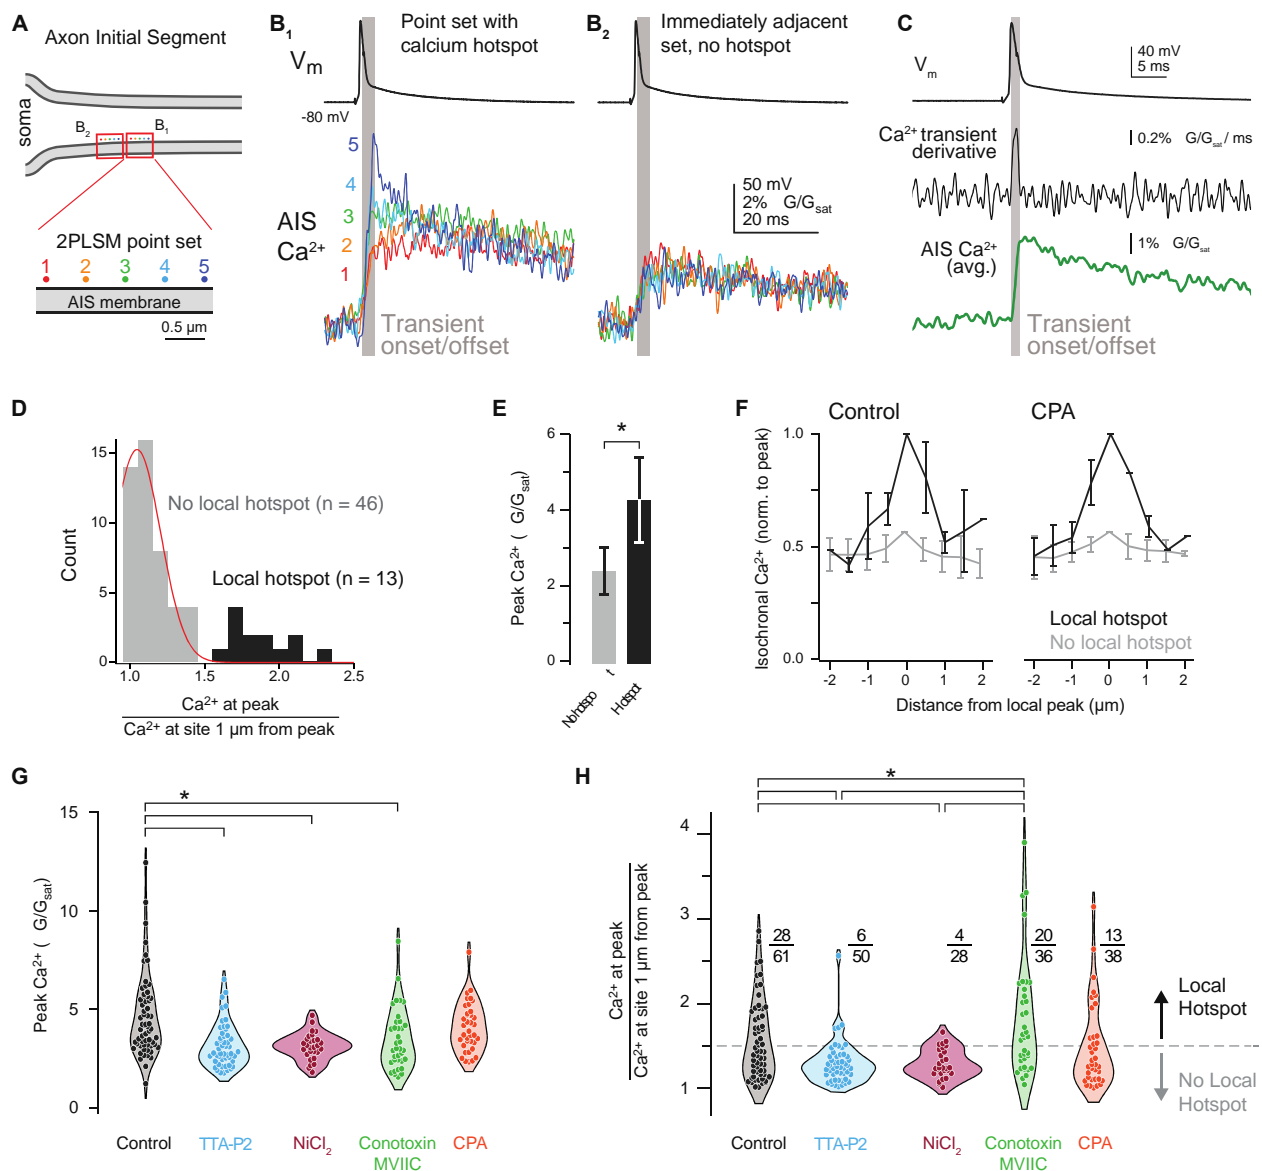 A
Axon Initial Segment
soma
B2
B1
2PLSM point set
1 2 3 4 5
AIS membrane
0.5 µm
B1
Point set with
calcium hotspot
Vm
-80 mV
5
4
3
2
1
AIS
Ca2+
Transient
onset/offset
B2
Immediately adjacent
set, no hotspot
50 mV
2% G/Gsat
20 ms
C
Vm
40 mV
5 ms
Ca2+ transient
derivative
0.2% G/Gsat / ms
AIS Ca2+
(avg.)
1% G/Gsat
Transient
onset/offset
D
Count
15
10
5
0
1.0 1.5 2.0 2.5
No local hotspot (n = 46)
Local hotspot (n = 13)
Ca2+ at peak
Ca2+ at site 1 µm from peak
E
Peak Ca2+ ( G/Gsat)
6
4
2
0
*
No hotspot
Hotspot
F
Control
CPA
Isochronal Ca2+ (norm. to peak)
1.0
0.5
0.0
-2 -1 0 1 2
-2 -1 0 1 2
Local hotspot
No local hotspot
Distance from local peak (µm)
G
Peak Ca2+ ( G/Gsat)
15
10
5
0
*
Control
TTA-P2
NiCl2
Conotoxin
MVIIC
CPA
H
Ca2+ at peak
Ca2+ at site 1 µm from peak
4
3
2
1
*
28
61
6
50
4
28
20
36
13
38
Local
Hotspot
No Local
Hotspot
Control
TTA-P2
NiCl2
Conotoxin
MVIIC
CPA